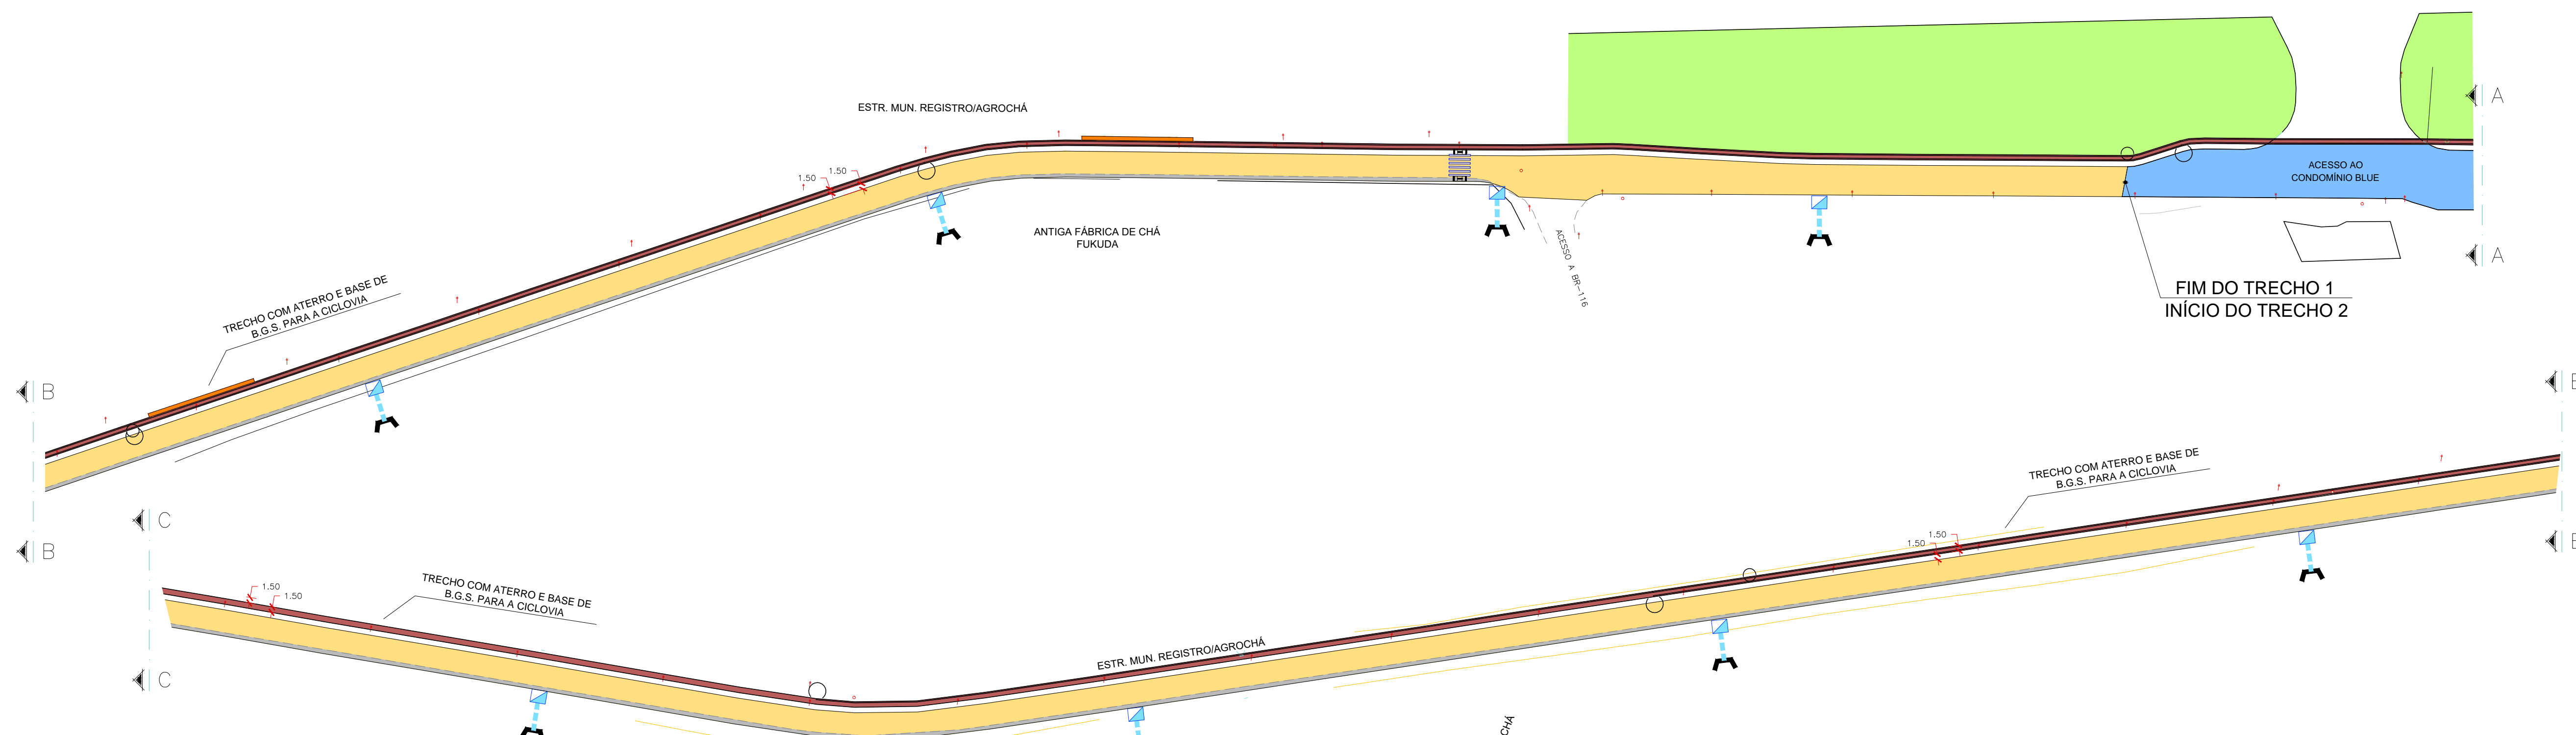 ESTR. MUN. REGISTRO/AGROCHÁ
A
ACESSO AO
CONDOMÍNIO BLUE
1.50
1.50
ANTIGA FÁBRICA DE CHÁ
FUKUDA
ACESSO A BR-116
A
FIM DO TRECHO 1
INÍCIO DO TRECHO 2
TRECHO COM ATERRO E BASE DE
B.G.S. PARA A CICLOVIA
B
B
TRECHO COM ATERRO E BASE DE
B.G.S. PARA A CICLOVIA
C
1.50
1.50
TRECHO COM ATERRO E BASE DE
B.G.S. PARA A CICLOVIA
1.50
1.50
ESTR. MUN. REGISTRO/AGROCHÁ
C
CHÁ